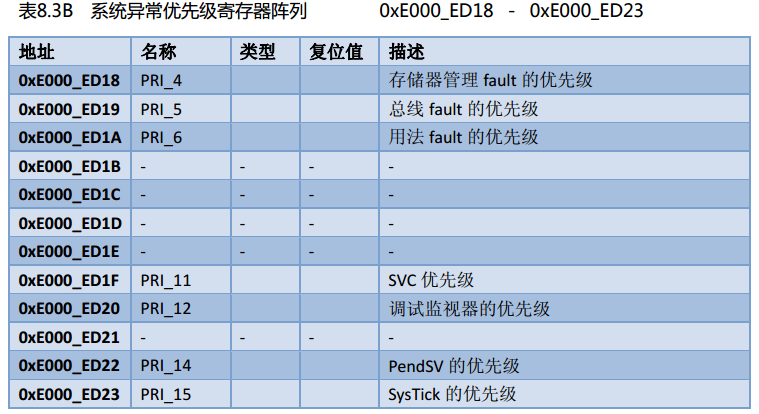 表8.3B 系统异常优先级寄存器阵列 0xE000_ED18 - 0xE000_ED23
地址 名称 类型 复位值 描述
0xE000_ED18 PRI_4 存储器管理 fault 的优先级
0xE000_ED19 PRI_5 总线 fault 的优先级
0xE000_ED1A PRI_6 用法 fault 的优先级
0xE000_ED1B - - - -
0xE000_ED1C - - - -
0xE000_ED1D - - - -
0xE000_ED1E - - - -
0xE000_ED1F PRI_11 SVC 优先级
0xE000_ED20 PRI_12 调试监视器的优先级
0xE000_ED21 - - - -
0xE000_ED22 PRI_14 PendSV 的优先级
0xE000_ED23 PRI_15 SysTick 的优先级